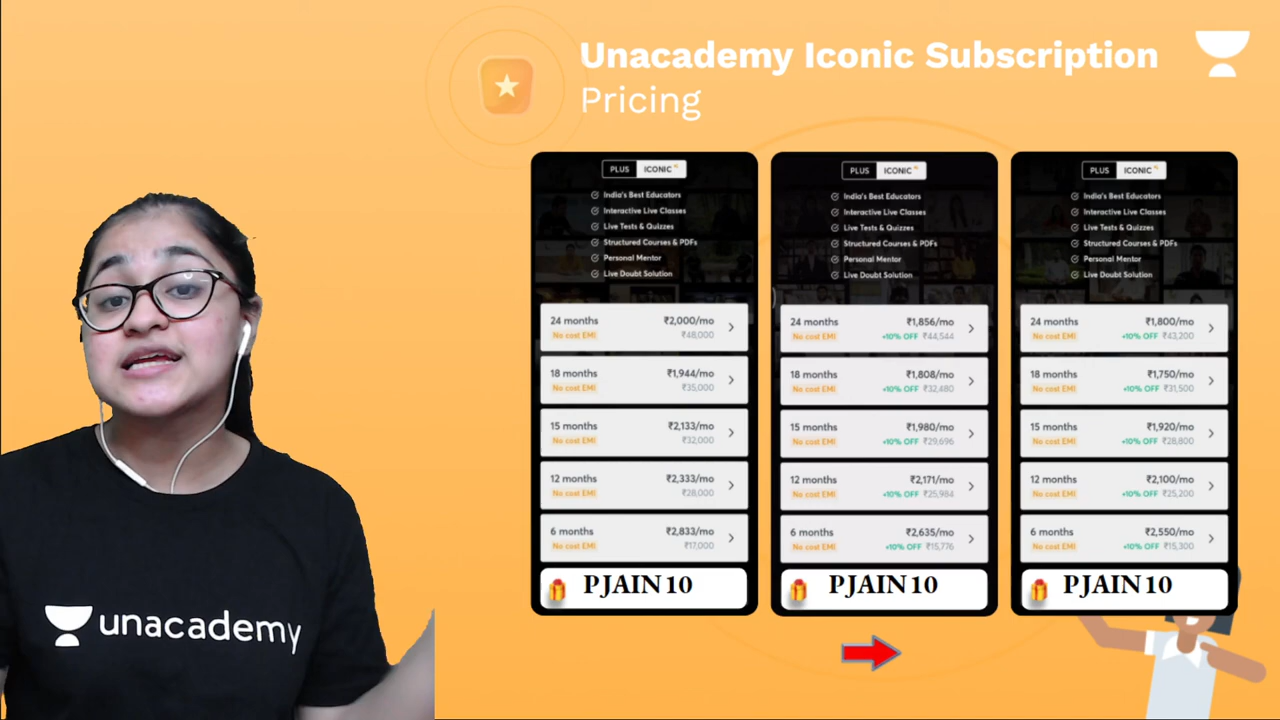 Unacademy Iconic Subscription
Pricing
PLUS ICONIC
India's Best Educators
Interactive Live Classes
Live Tests & Quizzes
Structured Courses & PDFs
Personal Mentor
Live Doubt Solution
24 months ₹2,000/mo
No cost EMI ₹48,000
18 months ₹1,944/mo
No cost EMI ₹35,000
15 months ₹2,133/mo
No cost EMI ₹32,000
12 months ₹2,333/mo
No cost EMI ₹28,000
6 months ₹2,833/mo
No cost EMI ₹17,000
PJAIN10
PLUS ICONIC
India's Best Educators
Interactive Live Classes
Live Tests & Quizzes
Structured Courses & PDFs
Personal Mentor
Live Doubt Solution
24 months ₹1,856/mo
No cost EMI +10% OFF ₹44,544
18 months ₹1,808/mo
No cost EMI +10% OFF ₹32,480
15 months ₹1,980/mo
No cost EMI +10% OFF ₹29,696
12 months ₹2,171/mo
No cost EMI +10% OFF ₹25,984
6 months ₹2,635/mo
No cost EMI +10% OFF ₹15,776
PJAIN10
PLUS ICONIC
India's Best Educators
Interactive Live Classes
Live Tests & Quizzes
Structured Courses & PDFs
Personal Mentor
Live Doubt Solution
24 months ₹1,800/mo
No cost EMI +10% OFF ₹43,200
18 months ₹1,750/mo
No cost EMI +10% OFF ₹31,500
15 months ₹1,920/mo
No cost EMI +10% OFF ₹28,800
12 months ₹2,100/mo
No cost EMI +10% OFF ₹25,200
6 months ₹2,550/mo
No cost EMI +10% OFF ₹15,300
PJAIN10
unacademy